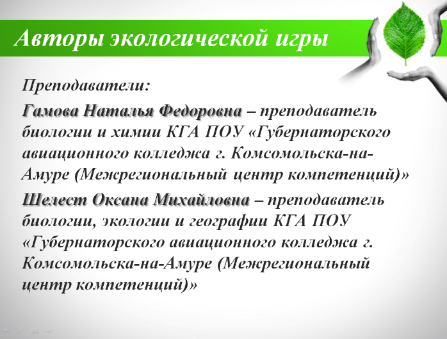 Авторы экологической игры
Преподаватели:
Гамова Наталья Федоровна – преподаватель
биологии и химии КГА ПОУ «Губернаторского
авиационного колледжа г. Комсомольска-на-
Амуре (Межрегиональный центр компетенций)»
Шелест Оксана Михайловна – преподаватель
биологии, экологии и географии КГА ПОУ
«Губернаторского авиационного колледжа г.
Комсомольска-на-Амуре (Межрегиональный
центр компетенций)»